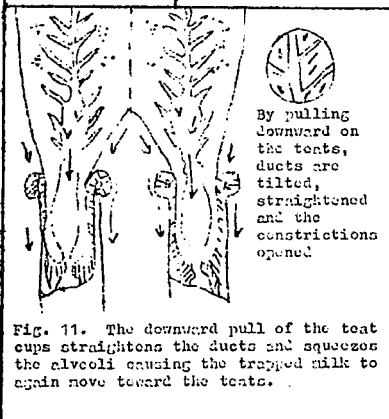 By pulling
downward on
the teats,
ducts are
tilted,
straightened
and the
constrictions
opened
Fig. 11. The downward pull of the teat
cups straightens the ducts and squeezes
the alveoli causing the trapped milk to
again move toward the teats.